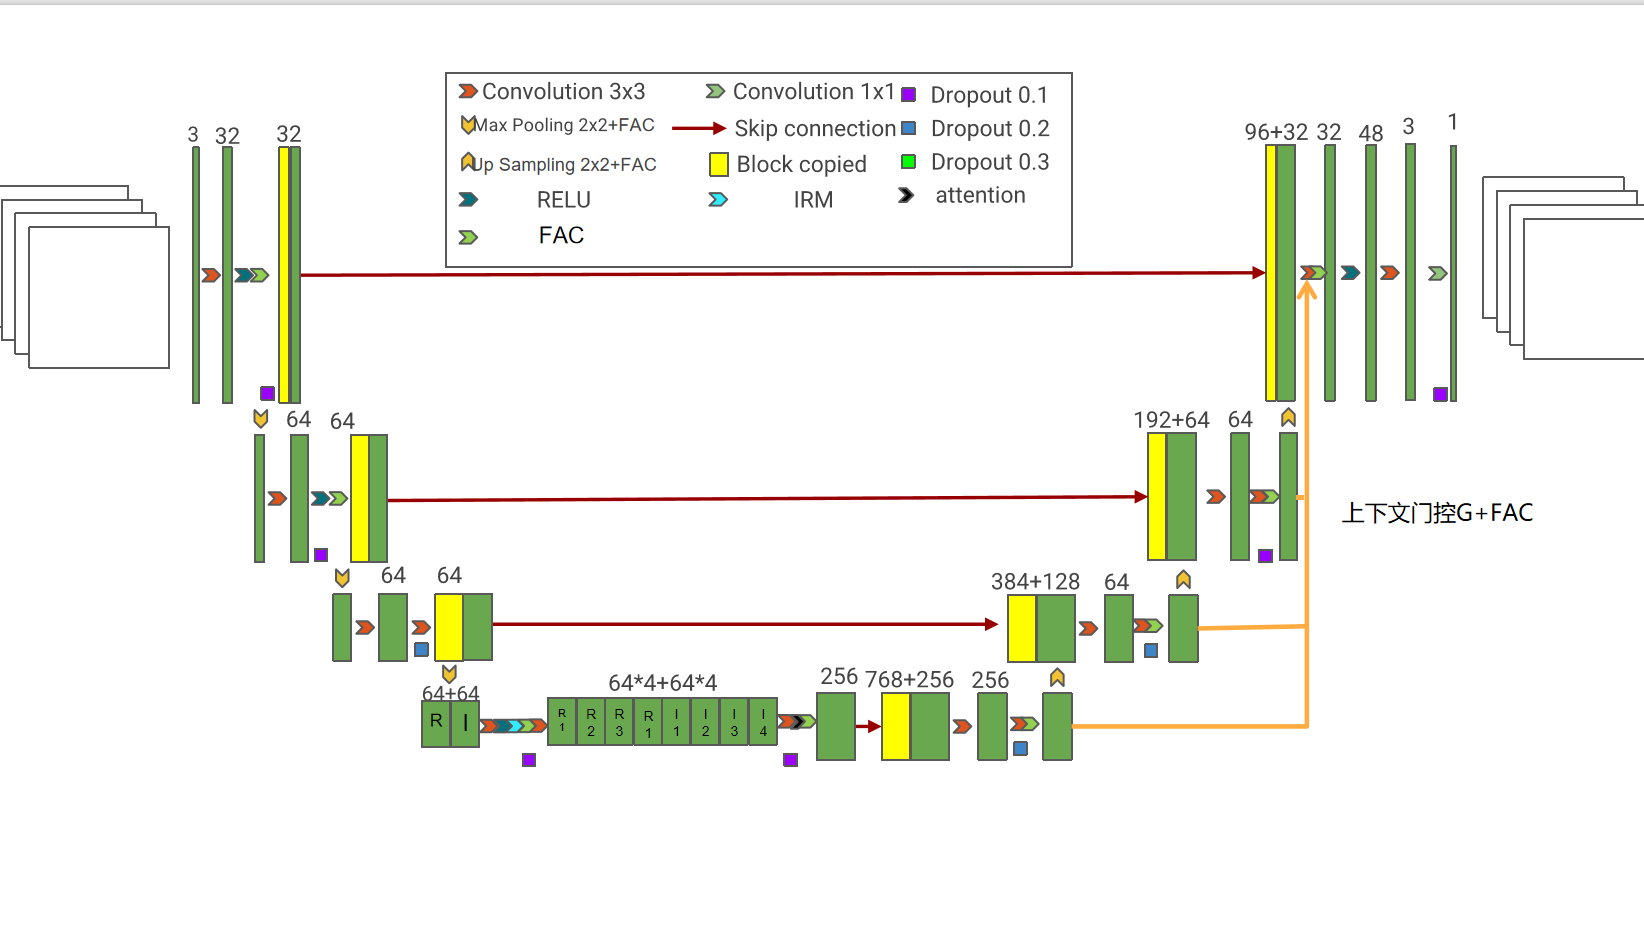 Convolution 3x3
Convolution 1x1
Dropout 0.1
Max Pooling 2x2+FAC
Skip connection
Dropout 0.2
Up Sampling 2x2+FAC
Block copied
Dropout 0.3
RELU
IRM
attention
FAC
3
32
32
96+32
32
48
3
1
64
64
192+64
64
上下文门控G+FAC
64
64
384+128
64
64+64
64*4+64*4
256
768+256
256
R
I
R
1
R
2
R
3
R
1
I
1
I
2
I
3
I
4